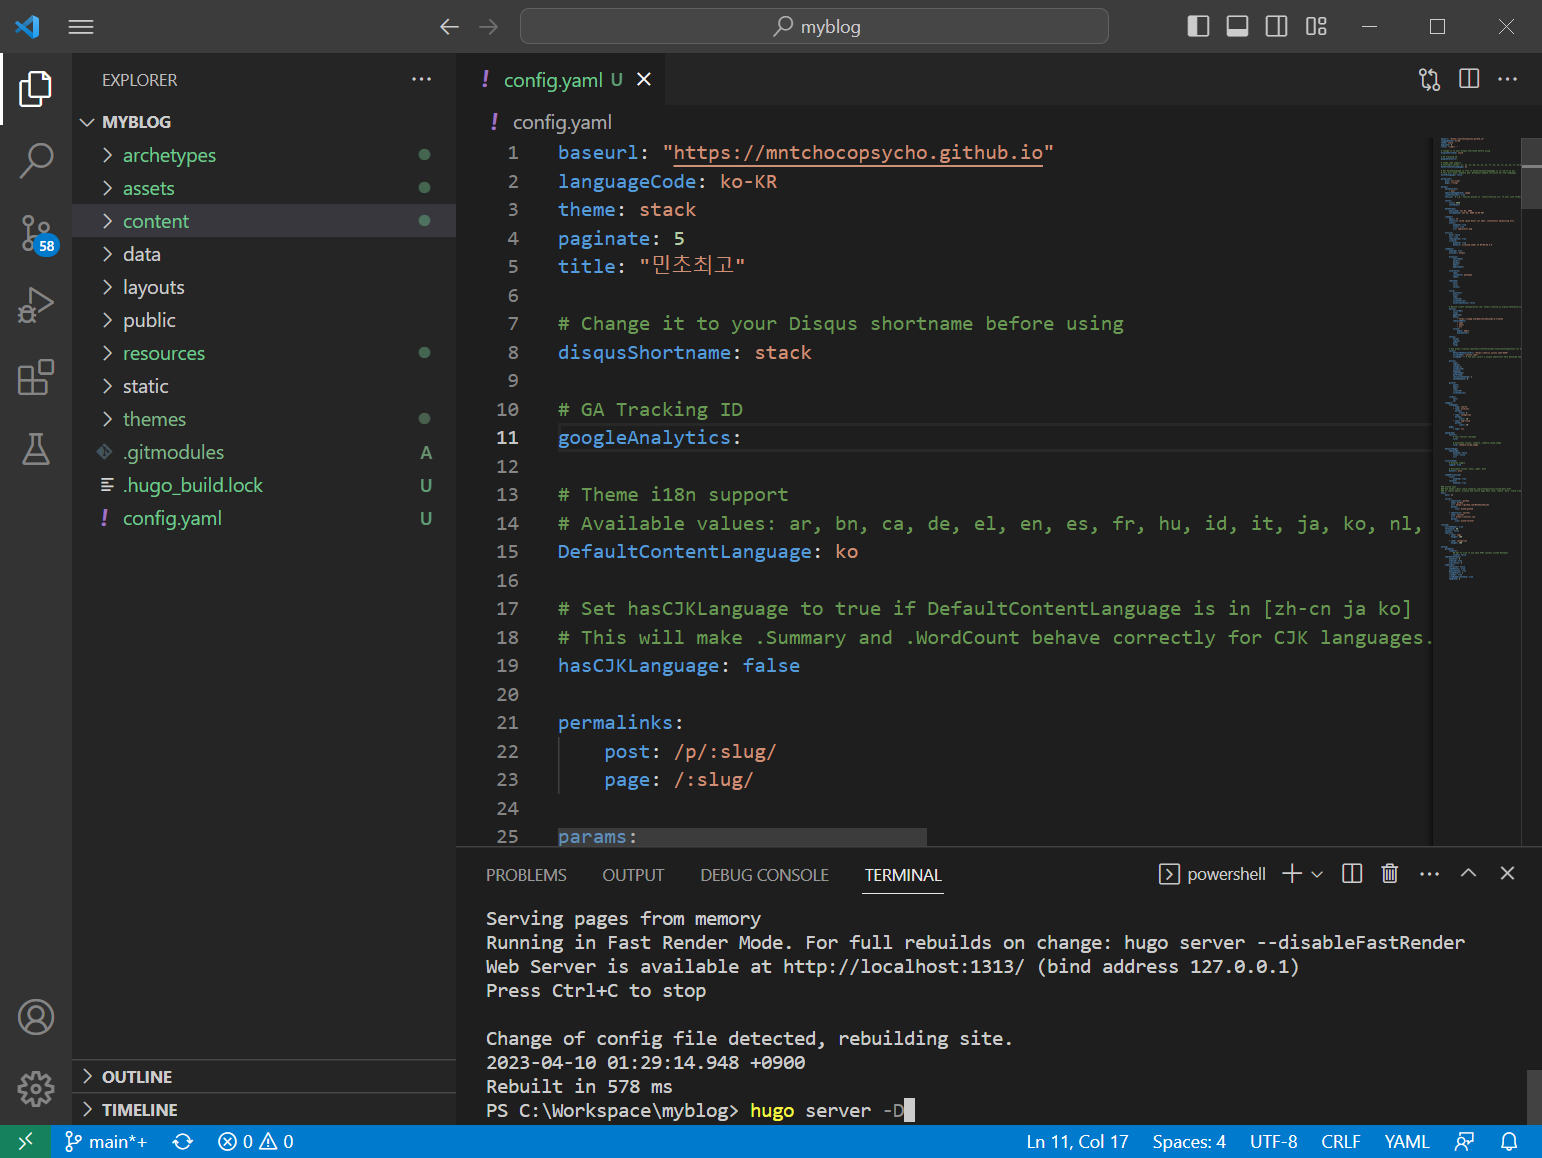 myblog
EXPLORER
config.yaml U
MYBLOG
config.yaml
archetypes
assets
content
data
layouts
public
resources
static
themes
.gitmodules A
.hugo_build.lock U
config.yaml U
58
1 baseurl: "https://mntchocopsycho.github.io"
2 languageCode: ko-KR
3 theme: stack
4 paginate: 5
5 title: "민초최고"
6
7 # Change it to your Disqus shortname before using
8 disqusShortname: stack
9
10 # GA Tracking ID
11 googleAnalytics:
12
13 # Theme i18n support
14 # Available values: ar, bn, ca, de, el, en, es, fr, hu, id, it, ja, ko, nl,
15 DefaultContentLanguage: ko
16
17 # Set hasCJKLanguage to true if DefaultContentLanguage is in [zh-cn ja ko]
18 # This will make .Summary and .WordCount behave correctly for CJK languages.
19 hasCJKLanguage: false
20
21 permalinks:
22 post: /p/:slug/
23 page: /:slug/
24
25 params:
PROBLEMS OUTPUT DEBUG CONSOLE TERMINAL powershell
Serving pages from memory
Running in Fast Render Mode. For full rebuilds on change: hugo server --disableFastRender
Web Server is available at http://localhost:1313/ (bind address 127.0.0.1)
Press Ctrl+C to stop
Change of config file detected, rebuilding site.
2023-04-10 01:29:14.948 +0900
Rebuilt in 578 ms
PS C:\Workspace\myblog> hugo server -D
OUTLINE
TIMELINE
main*+ 0 0 Ln 11, Col 17 Spaces: 4 UTF-8 CRLF YAML